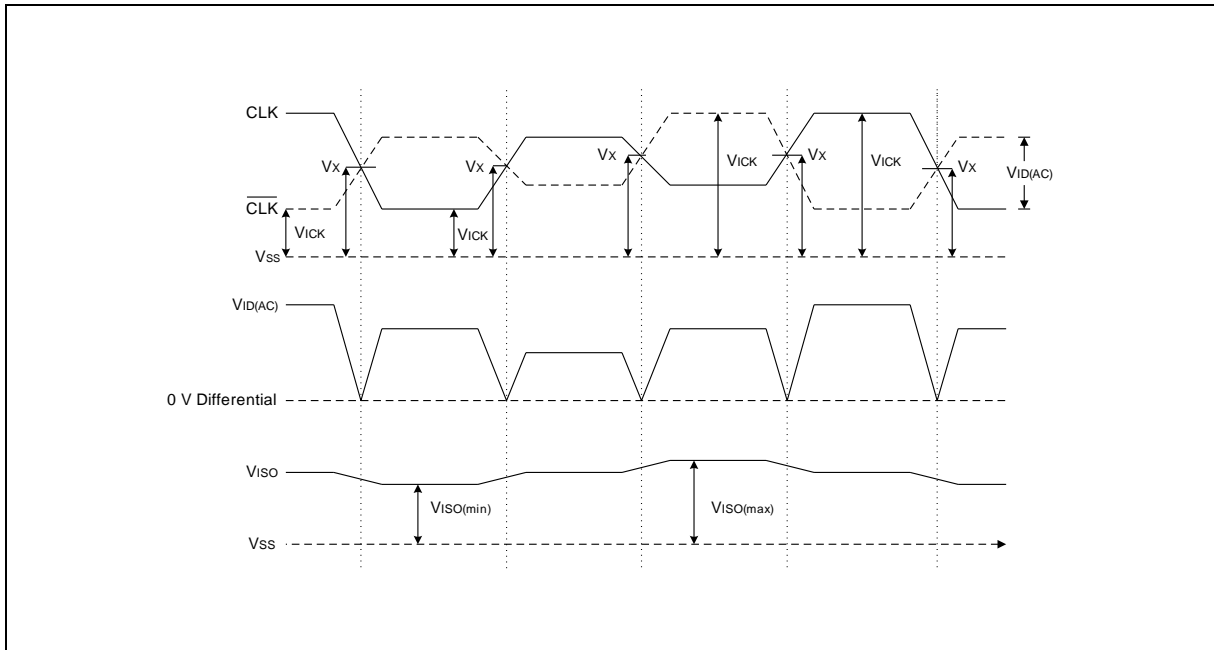 CLK
VX VX VX VX VX
VICK VICK
VID(AC)
CLK
VICK
VICK
VSS
VID(AC)
0 V Differential
VISO
VISO(min)
VISO(max)
VSS